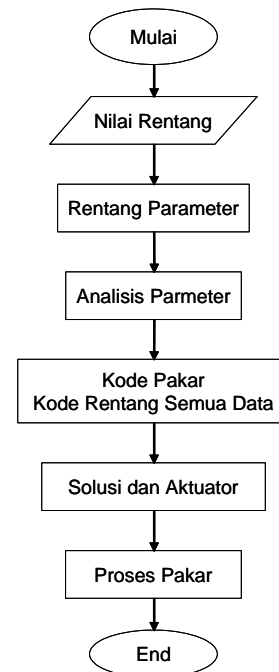 Mulai
Nilai Rentang
Rentang Parameter
Analisis Parmeter
Kode Pakar
Kode Rentang Semua Data
Solusi dan Aktuator
Proses Pakar
End